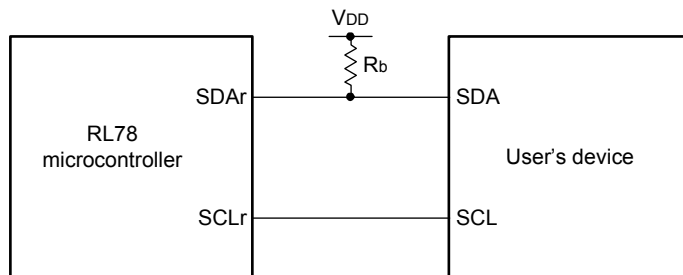 VDD
Rb
SDAr
SDA
RL78
microcontroller
User's device
SCLr
SCL